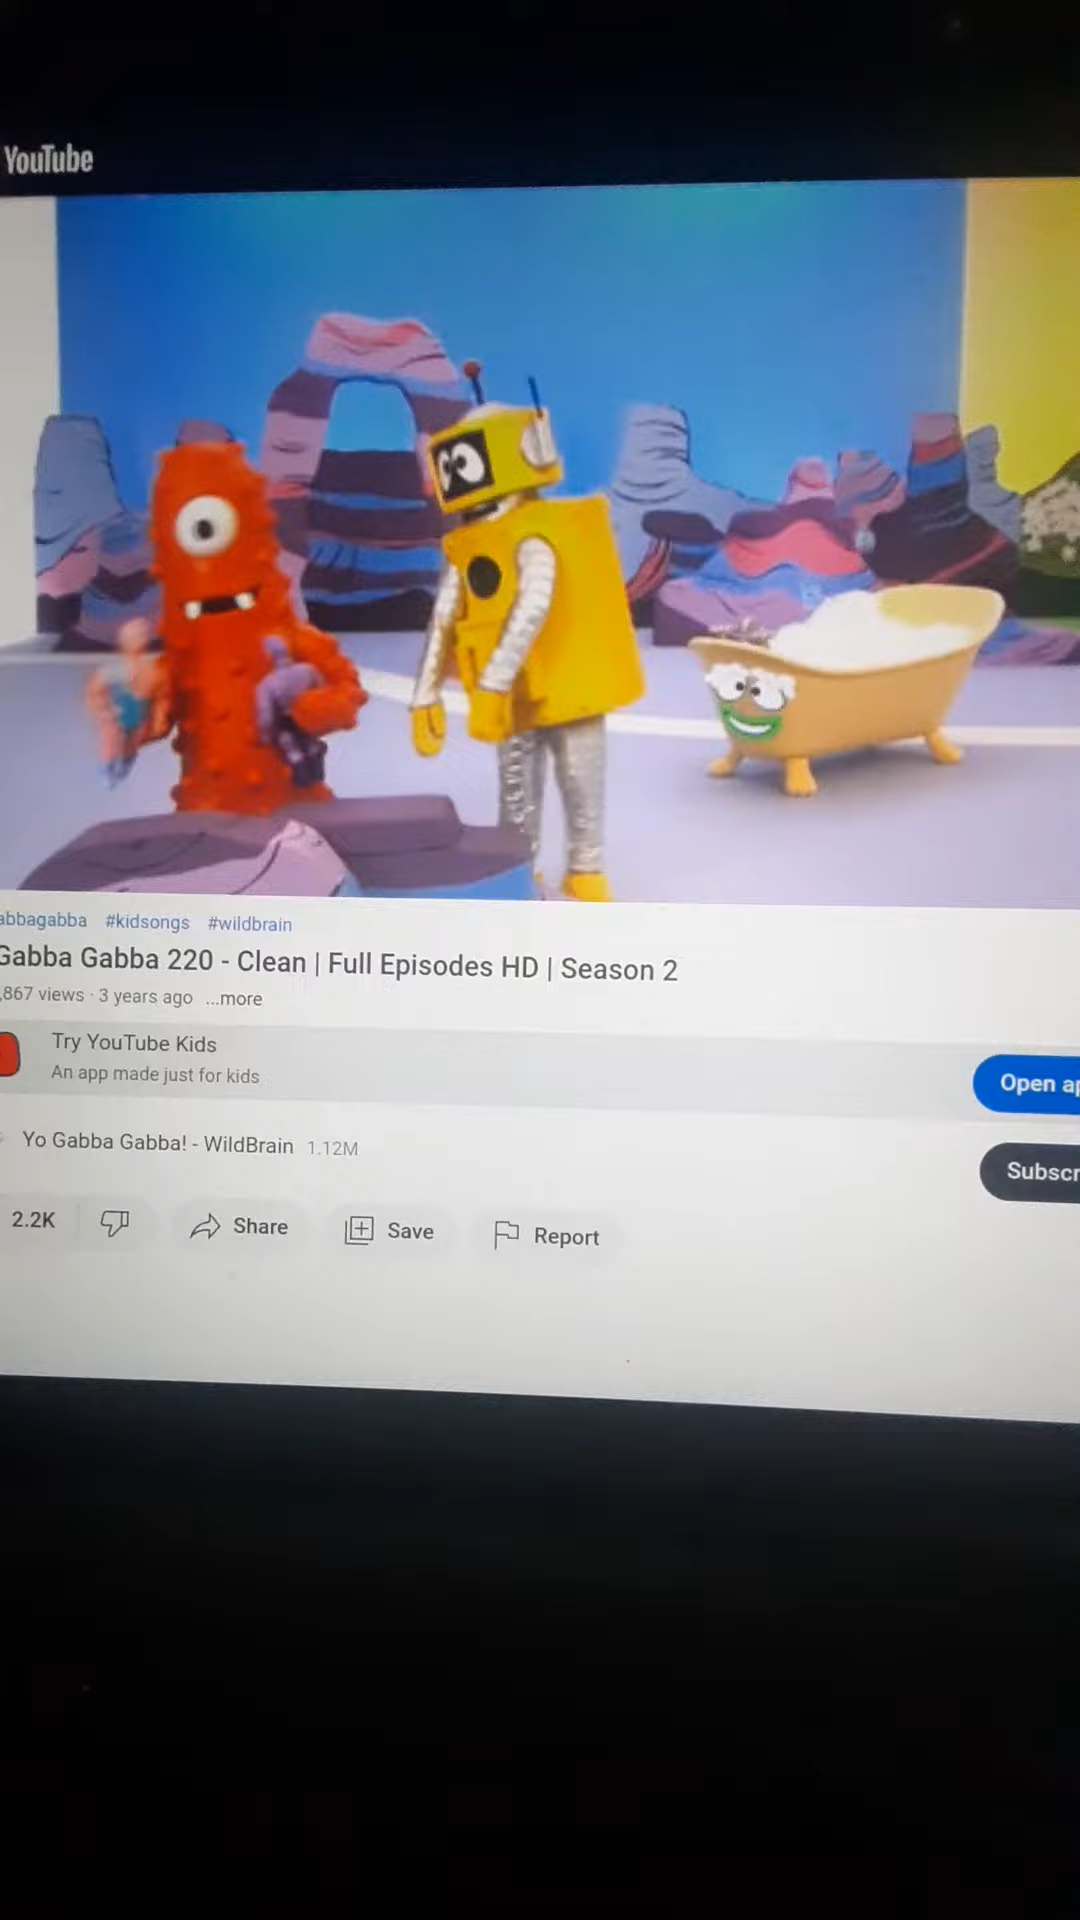 YouTube
abbagabba #kidsongs #wildbrain
Gabba Gabba 220 - Clean | Full Episodes HD | Season 2
,867 views · 3 years ago ...more
Try YouTube Kids
An app made just for kids
Open ap
Yo Gabba Gabba! - WildBrain 1.12M
Subscr
2.2K
Share
Save
Report